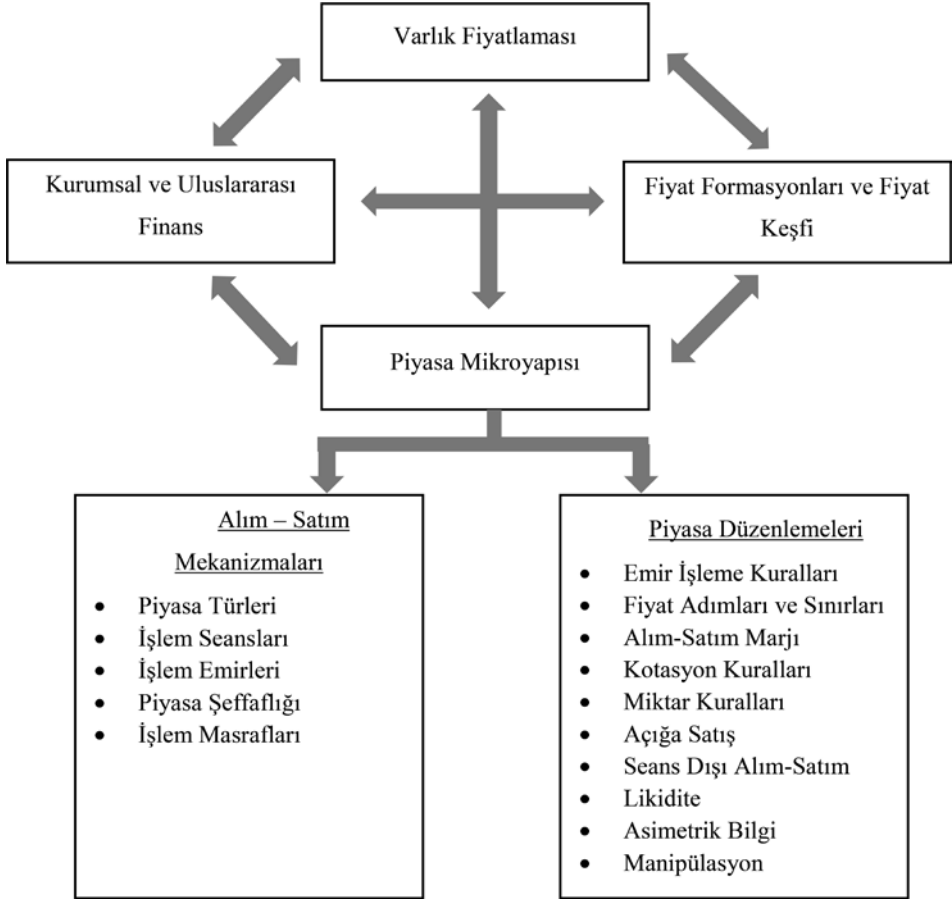 Varlık Fiyatlaması
Kurumsal ve Uluslararası
Finans
Fiyat Formasyonları ve Fiyat
Keşfi
Piyasa Mikroyapısı
Alım – Satım
Mekanizmaları
• Piyasa Türleri
• İşlem Seansları
• İşlem Emirleri
• Piyasa Şeffaflığı
• İşlem Masrafları
Piyasa Düzenlemeleri
• Emir İşleme Kuralları
• Fiyat Adımları ve Sınırları
• Alım-Satım Marjı
• Kotasyon Kuralları
• Miktar Kuralları
• Açığa Satış
• Seans Dışı Alım-Satım
• Likidite
• Asimetrik Bilgi
• Manipülasyon